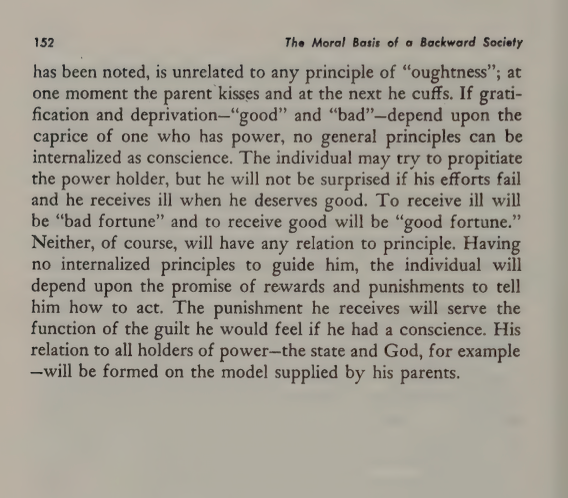 152
The Moral Basis of a Backward Society
has been noted, is unrelated to any principle of “oughtness”; at
one moment the parent kisses and at the next he cuffs. If grati-
fication and deprivation—“good” and “bad”—depend upon the
caprice of one who has power, no general principles can be
internalized as conscience. The individual may try to propitiate
the power holder, but he will not be surprised if his efforts fail
and he receives ill when he deserves good. To receive ill will
be “bad fortune” and to receive good will be “good fortune.”
Neither, of course, will have any relation to principle. Having
no internalized principles to guide him, the individual will
depend upon the promise of rewards and punishments to tell
him how to act. The punishment he receives will serve the
function of the guilt he would feel if he had a conscience. His
relation to all holders of power—the state and God, for example
—will be formed on the model supplied by his parents.